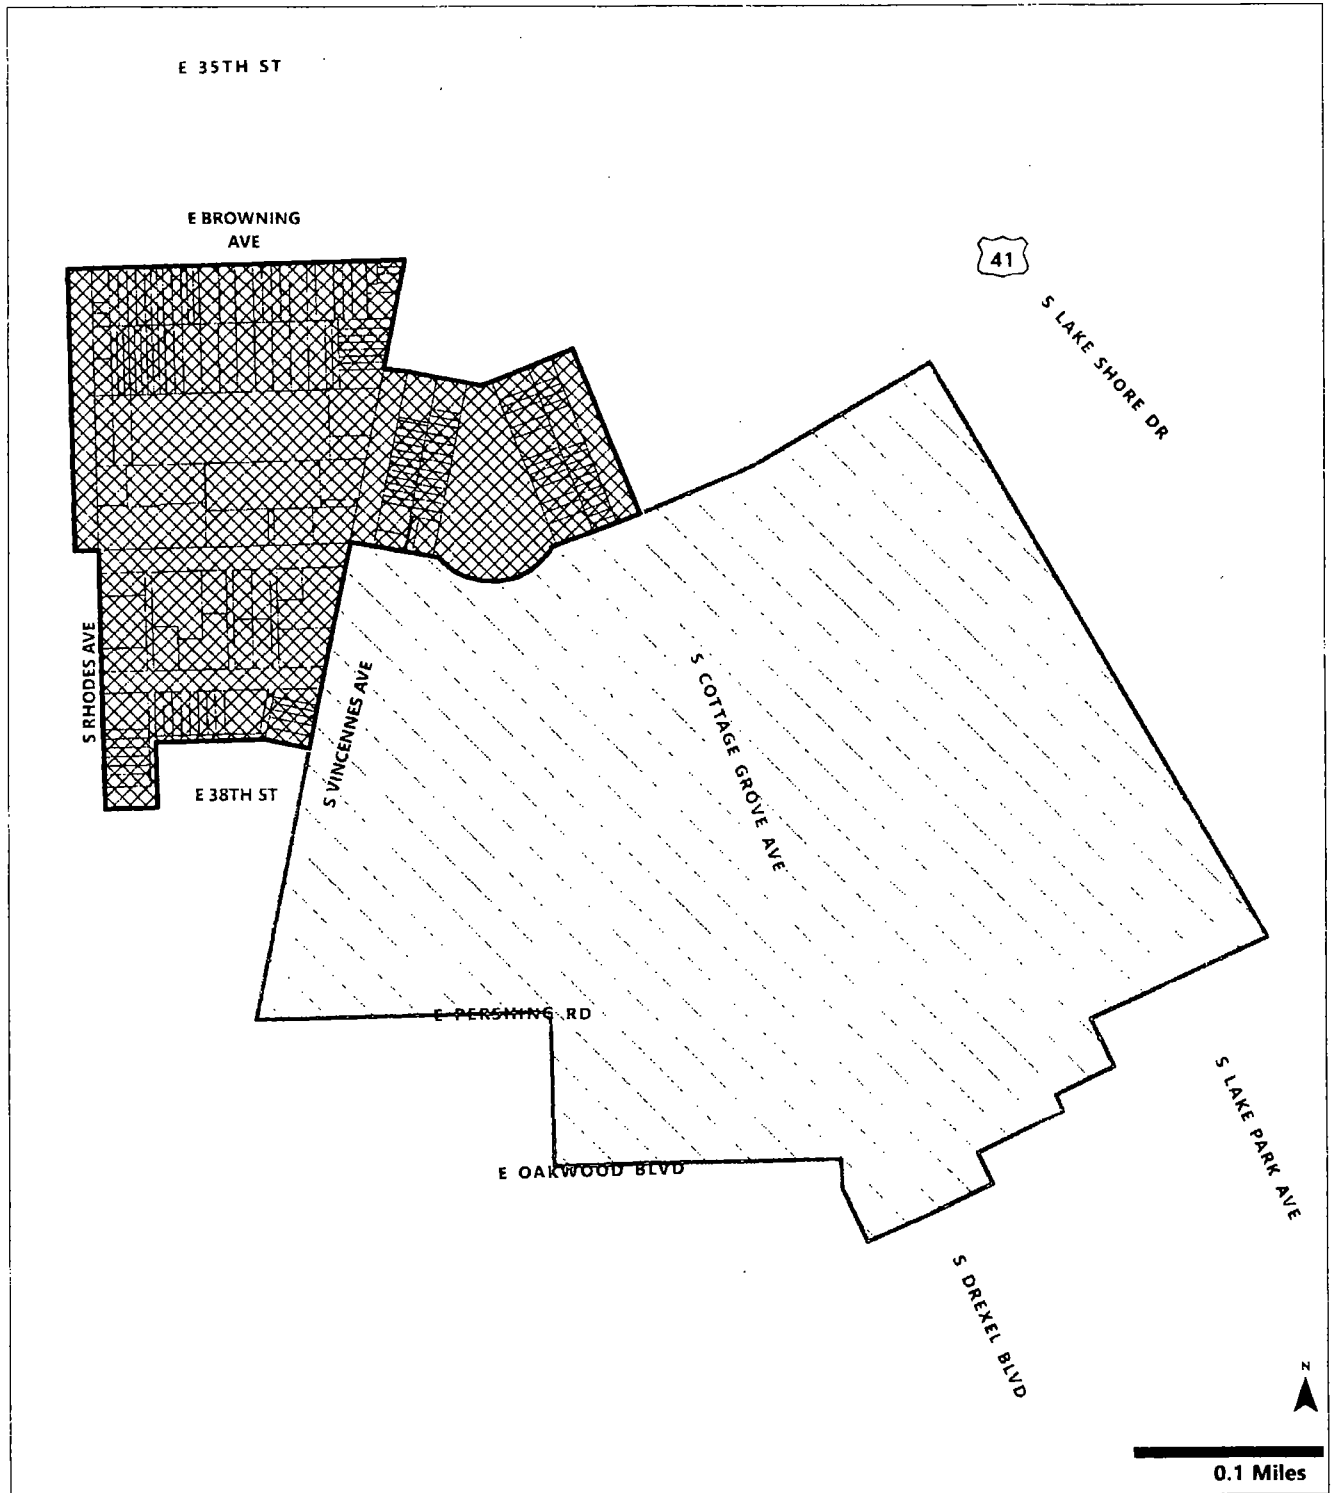 E 35TH ST
E BROWNING
AVE
41
S LAKE SHORE DR
S RHODES AVE
S VINCENNES AVE
S COTTAGE GROVE AVE
E 38TH ST
E PERSHING RD
S LAKE PARK AVE
E OAKWOOD BLVD
S DREXEL BLVD
N
0.1 Miles